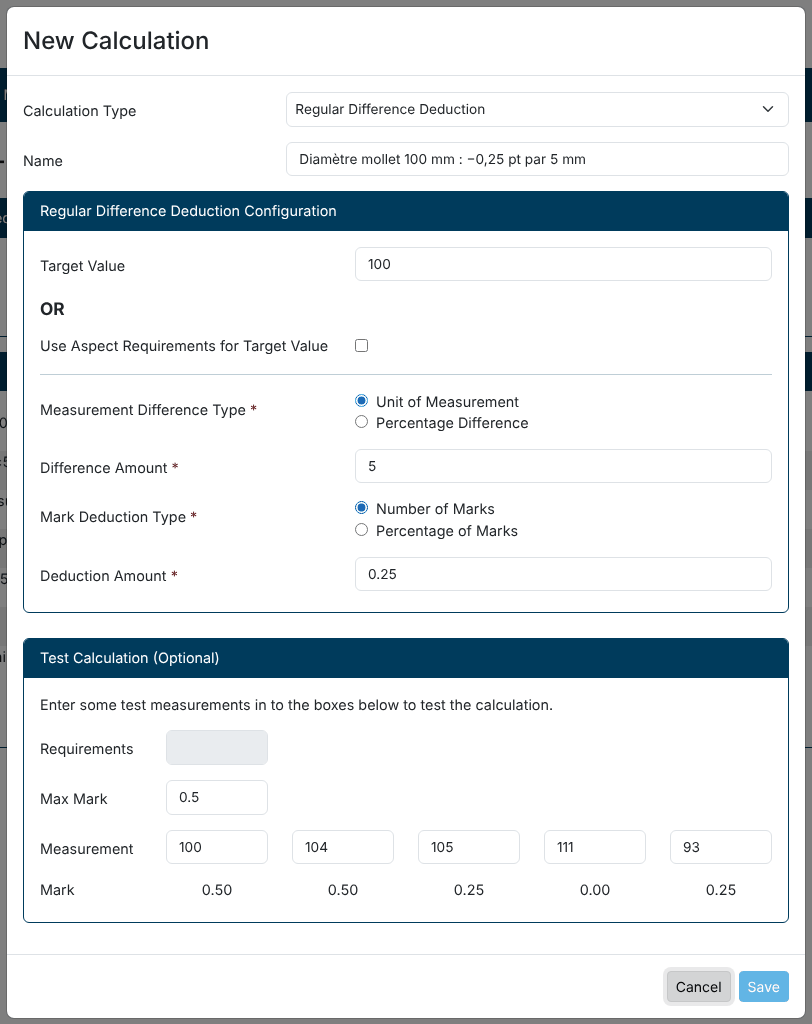 New Calculation
Calculation Type
Regular Difference Deduction
Name
Diamètre mollet 100 mm : −0,25 pt par 5 mm
Regular Difference Deduction Configuration
Target Value
100
OR
Use Aspect Requirements for Target Value
Measurement Difference Type *
Unit of Measurement
Percentage Difference
Difference Amount *
5
Mark Deduction Type *
Number of Marks
Percentage of Marks
Deduction Amount *
0.25
Test Calculation (Optional)
Enter some test measurements in to the boxes below to test the calculation.
Requirements
Max Mark 0.5
Measurement 100 104 105 111 93
Mark 0.50 0.50 0.25 0.00 0.25
Cancel Save